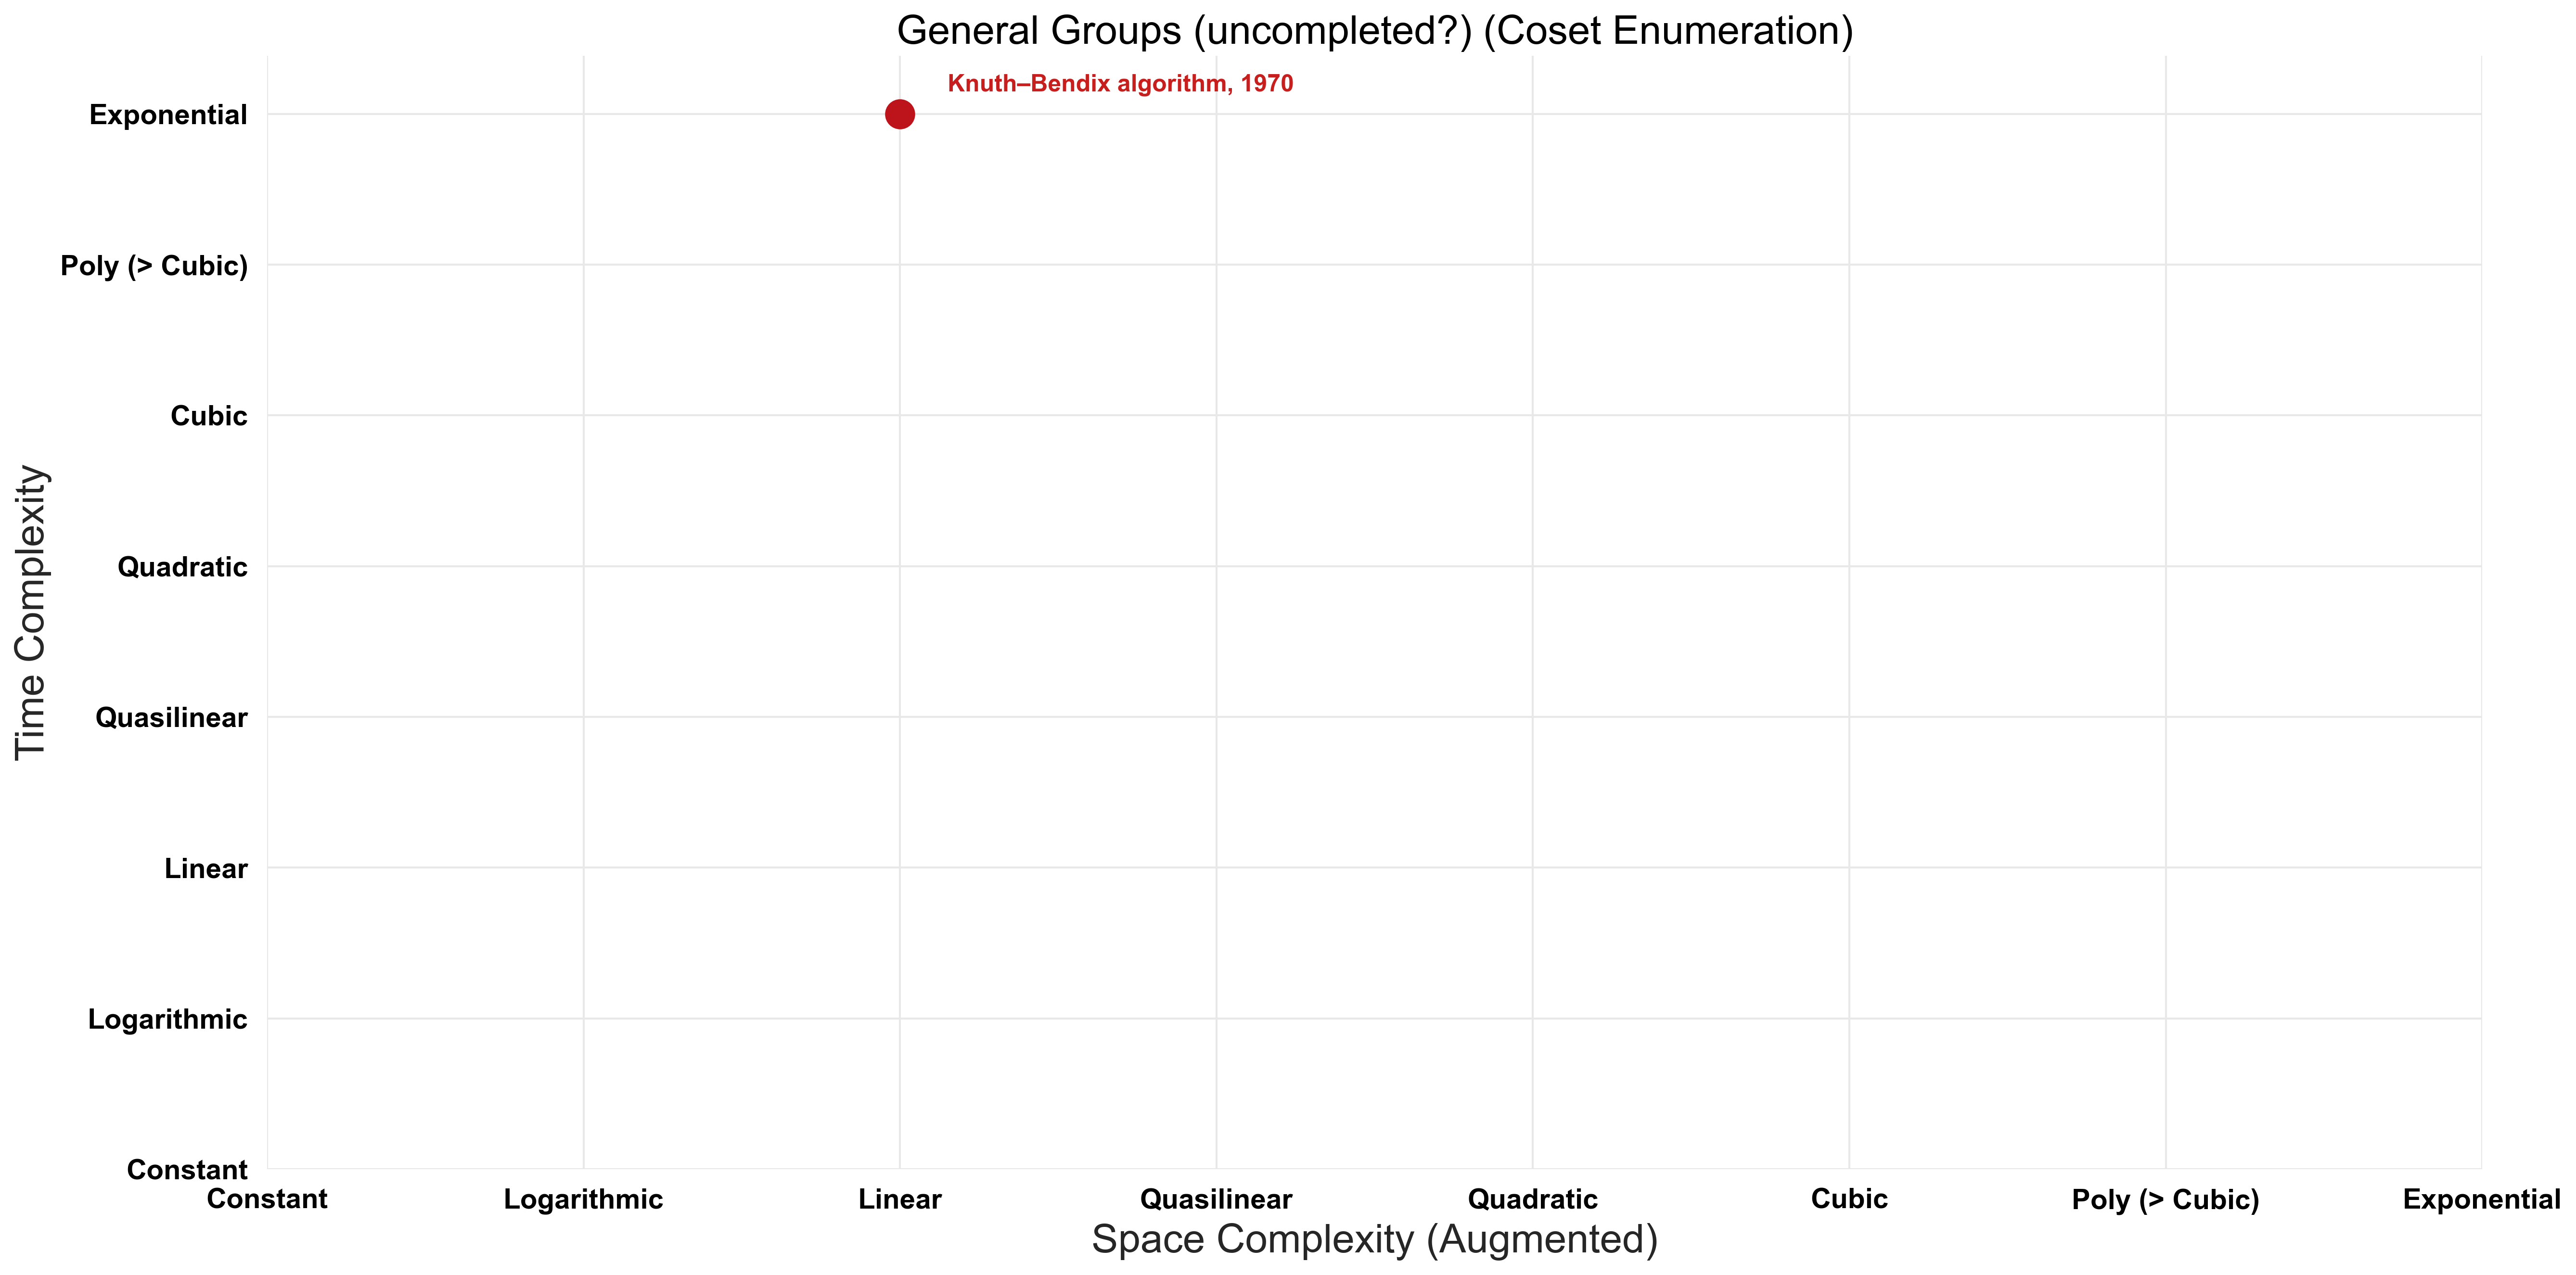 General Groups (uncompleted?) (Coset Enumeration)
Knuth–Bendix algorithm, 1970
Exponential
Poly (> Cubic)
Cubic
Quadratic
Quasilinear
Linear
Logarithmic
Constant
Time Complexity
Constant
Logarithmic
Linear
Quasilinear
Quadratic
Cubic
Poly (> Cubic)
Exponential
Space Complexity (Augmented)